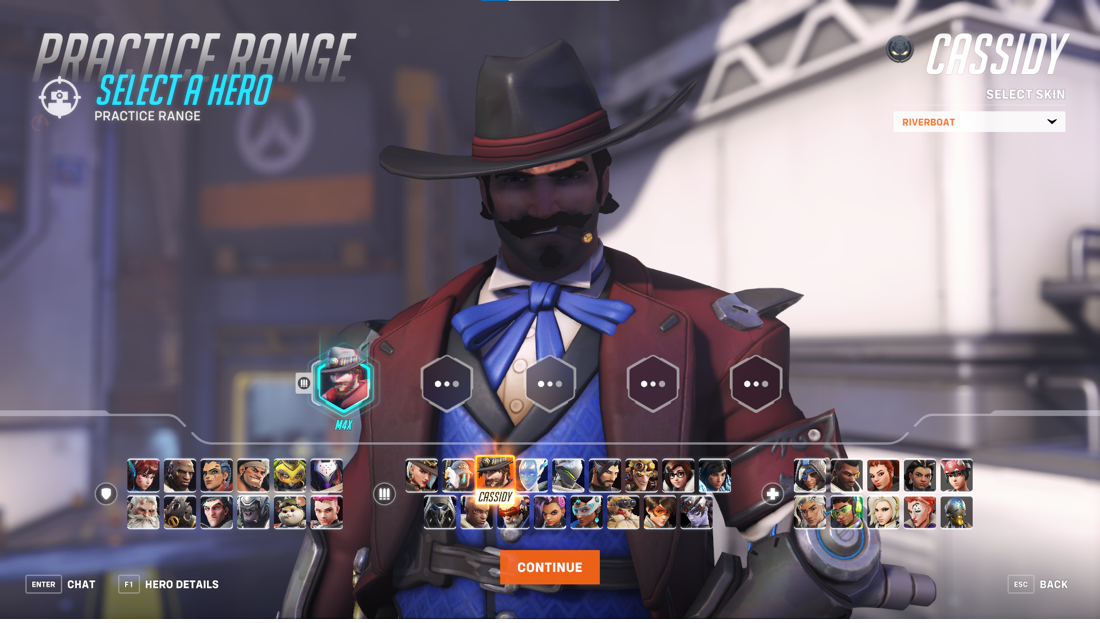 PRACTICE RANGE
SELECT A HERO
PRACTICE RANGE
CASSIDY
SELECT SKIN
RIVERBOAT
M4X
CASSIDY
CONTINUE
ENTER CHAT F1 HERO DETAILS
ESC BACK